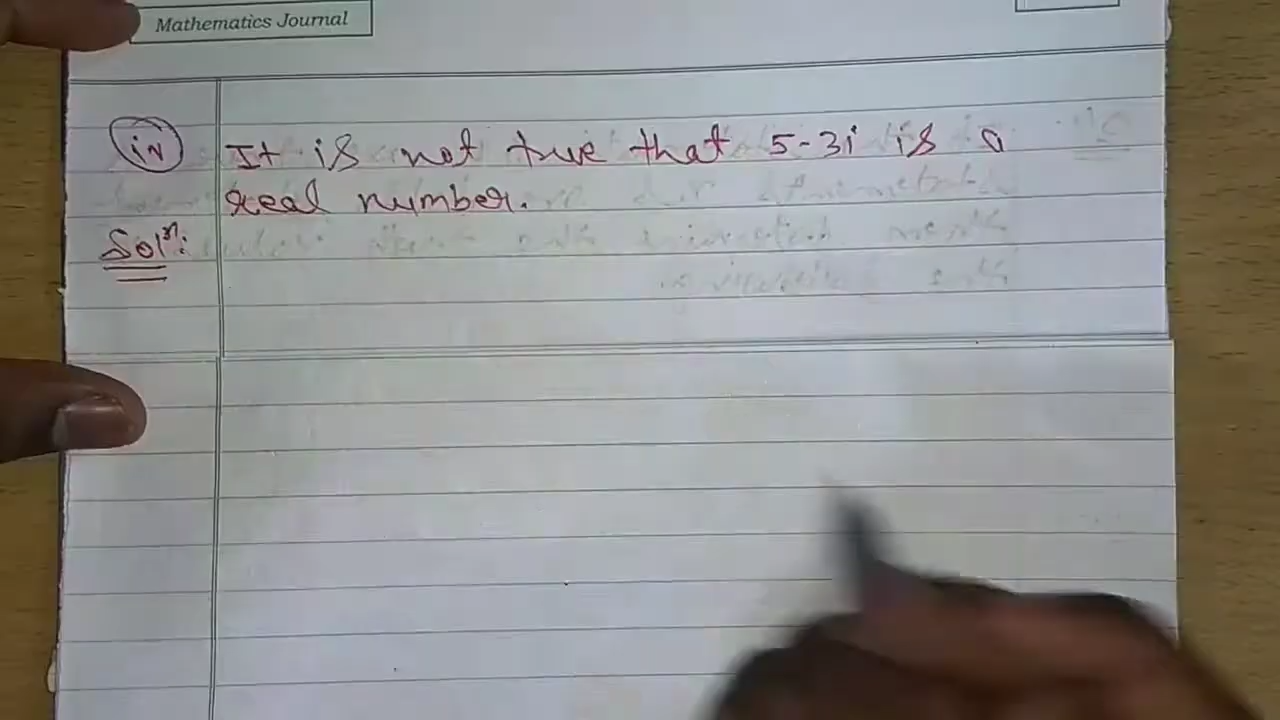 Mathematics Journal
(iv) It is not true that 5-3i is a
real number.
Solⁿ: